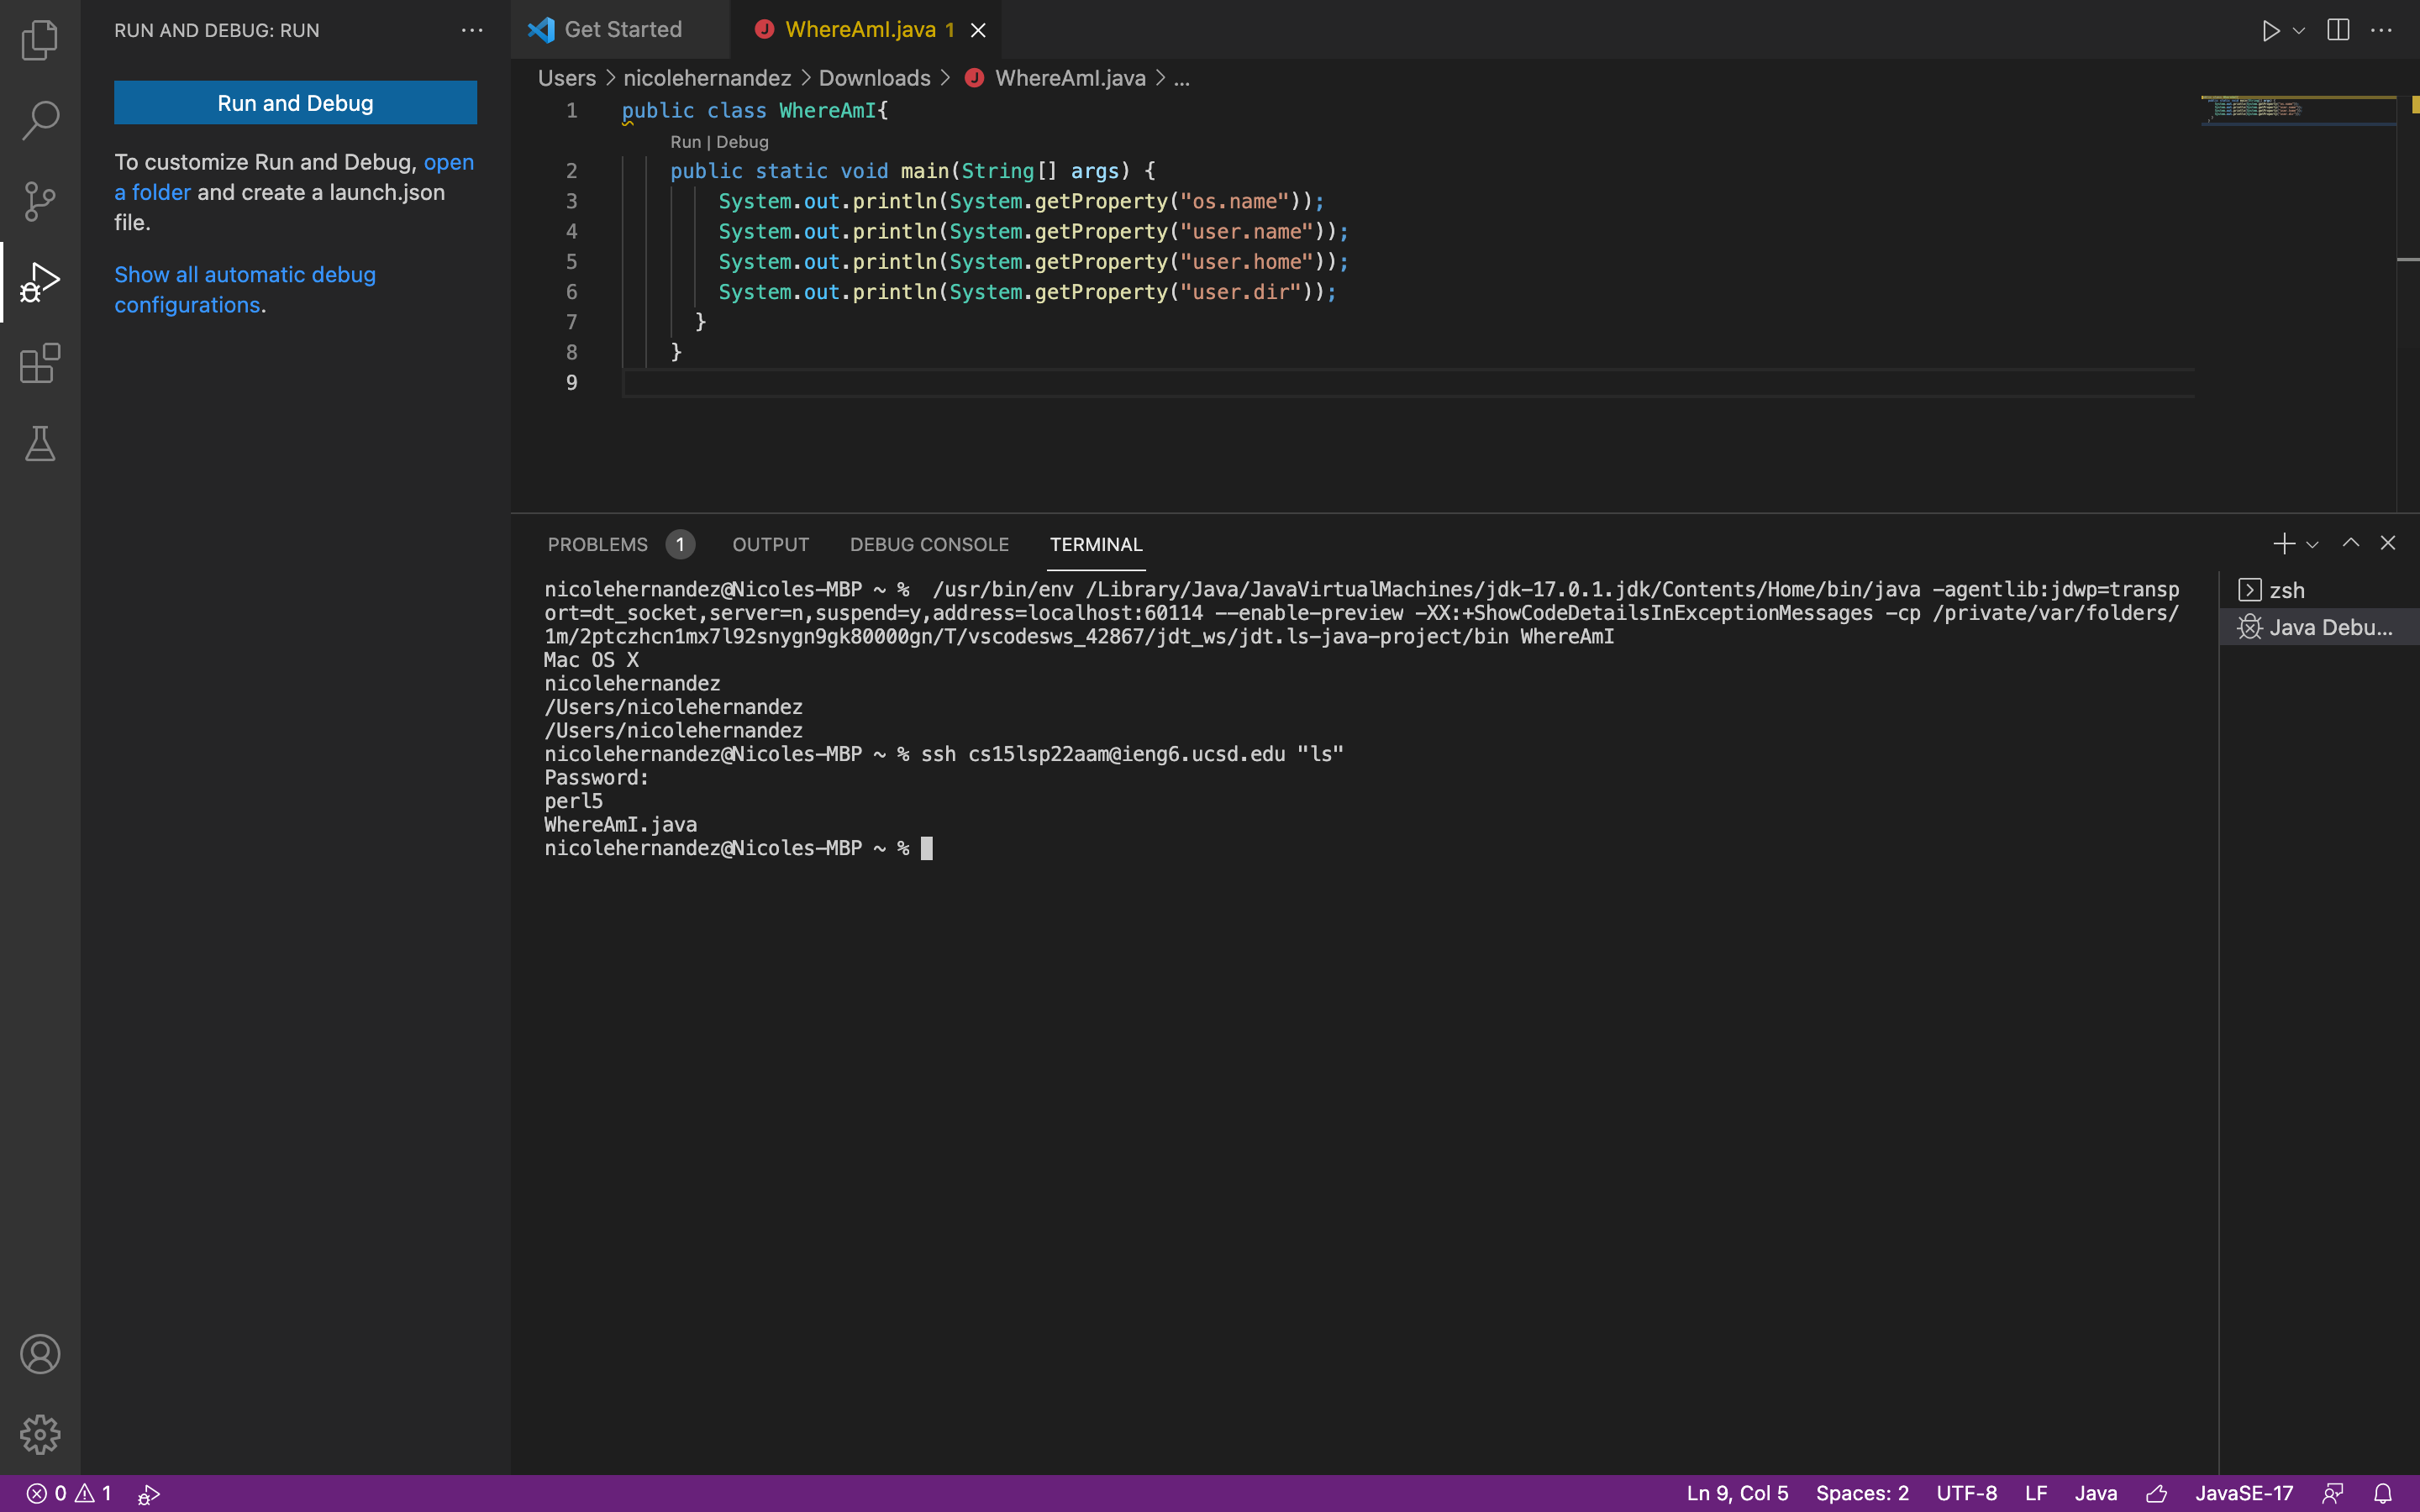 RUN AND DEBUG: RUN
Run and Debug
To customize Run and Debug, open
a folder and create a launch.json
file.
Show all automatic debug
configurations.
Get Started
WhereAmI.java 1
Users > nicolehernandez > Downloads > WhereAmI.java > ...
1 public class WhereAmI{
Run | Debug
2 public static void main(String[] args) {
3 System.out.println(System.getProperty("os.name"));
4 System.out.println(System.getProperty("user.name"));
5 System.out.println(System.getProperty("user.home"));
6 System.out.println(System.getProperty("user.dir"));
7 }
8 }
9
PROBLEMS 1 OUTPUT DEBUG CONSOLE TERMINAL
nicolehernandez@Nicoles-MBP ~ %  /usr/bin/env /Library/Java/JavaVirtualMachines/jdk-17.0.1.jdk/Contents/Home/bin/java -agentlib:jdwp=transp
ort=dt_socket,server=n,suspend=y,address=localhost:60114 --enable-preview -XX:+ShowCodeDetailsInExceptionMessages -cp /private/var/folders/
1m/2ptczhcn1mx7l92snygn9gk80000gn/T/vscodesws_42867/jdt_ws/jdt.ls-java-project/bin WhereAmI
Mac OS X
nicolehernandez
/Users/nicolehernandez
/Users/nicolehernandez
nicolehernandez@Nicoles-MBP ~ % ssh cs15lsp22aam@ieng6.ucsd.edu "ls"
Password:
perl5
WhereAmI.java
nicolehernandez@Nicoles-MBP ~ %
zsh
Java Debu...
0 1
Ln 9, Col 5 Spaces: 2 UTF-8 LF Java JavaSE-17